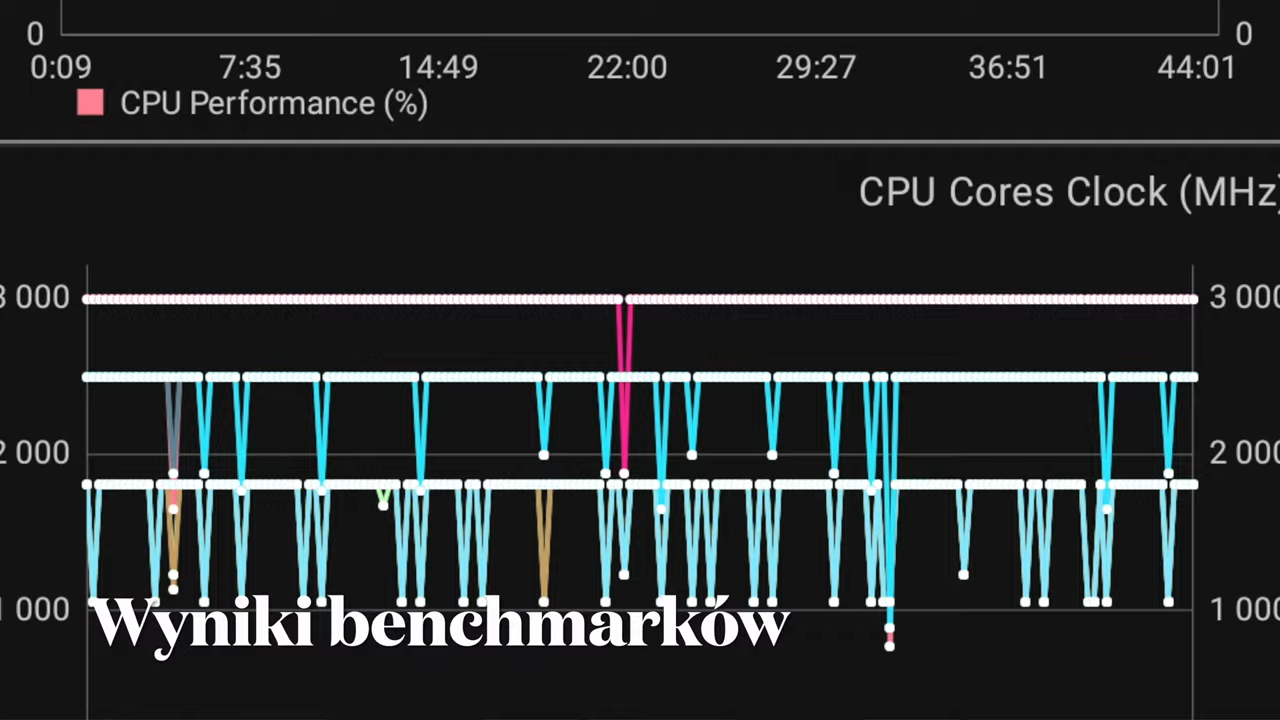 0 0
0:09 7:35 14:49 22:00 29:27 36:51 44:01
CPU Performance (%)
CPU Cores Clock (MHz)
3 000 3 000
2 000 2 000
1 000 1 000
Wyniki benchmarków